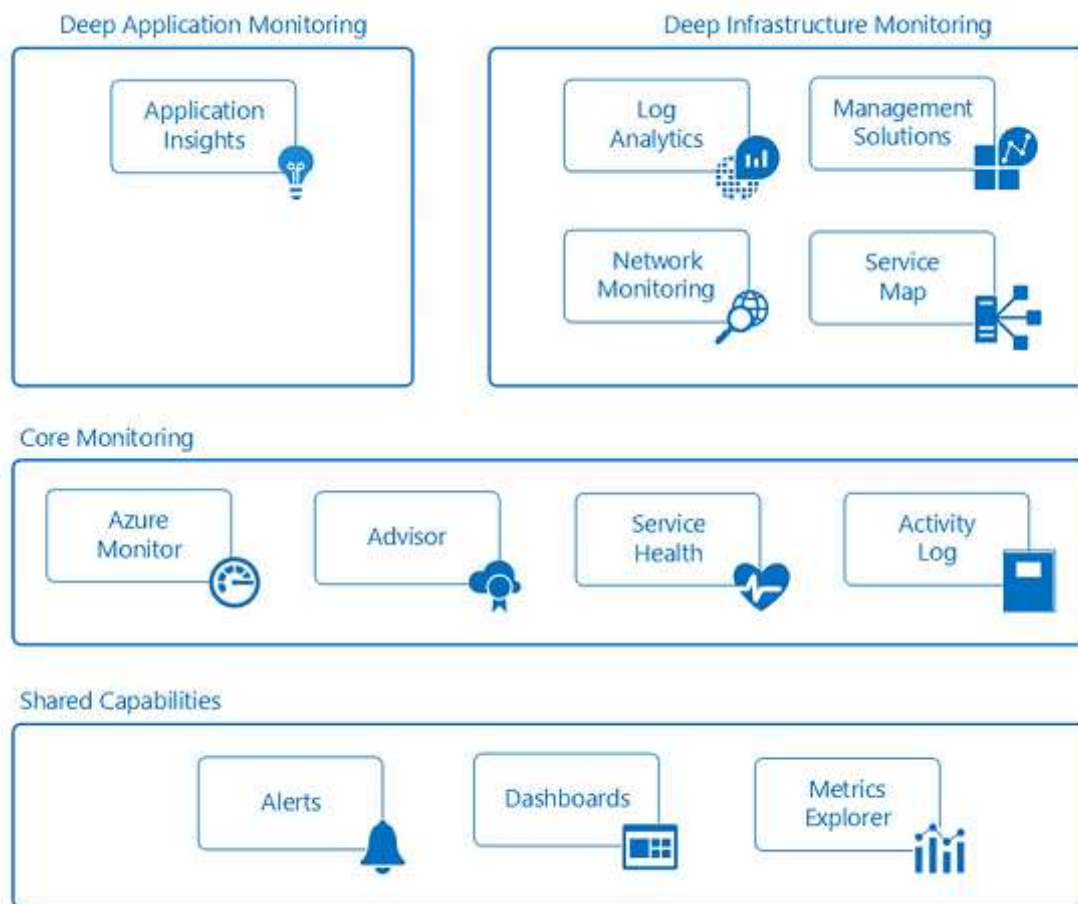 Deep Application Monitoring
Deep Infrastructure Monitoring
Application
Insights
Log
Analytics
Management
Solutions
Network
Monitoring
Service
Map
Core Monitoring
Azure
Monitor
Advisor
Service
Health
Activity
Log
Shared Capabilities
Alerts
Dashboards
Metrics
Explorer